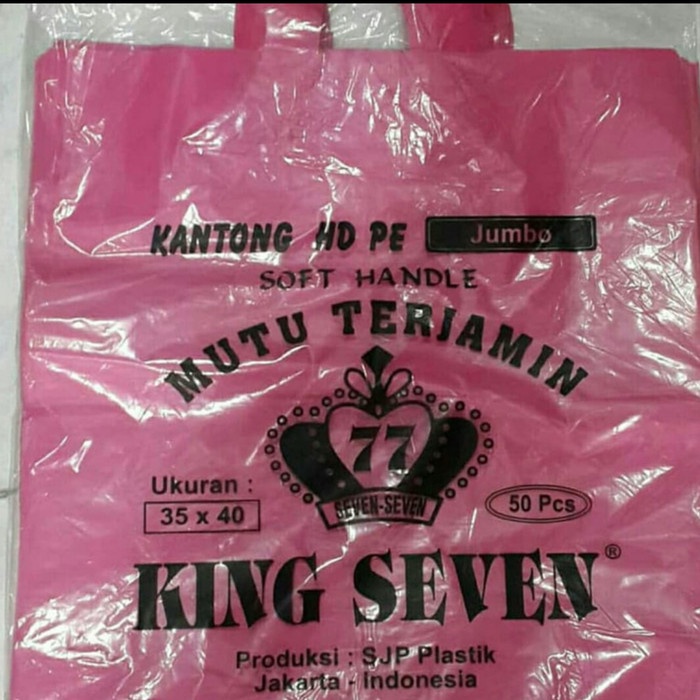 KANTONG HD PE Jumbo
SOFT HANDLE
MUTU TERJAMIN
77
SEVEN-SEVEN
Ukuran :
35 x 40
50 Pcs
KING SEVEN®
Produksi : SJP Plastik
Jakarta - Indonesia